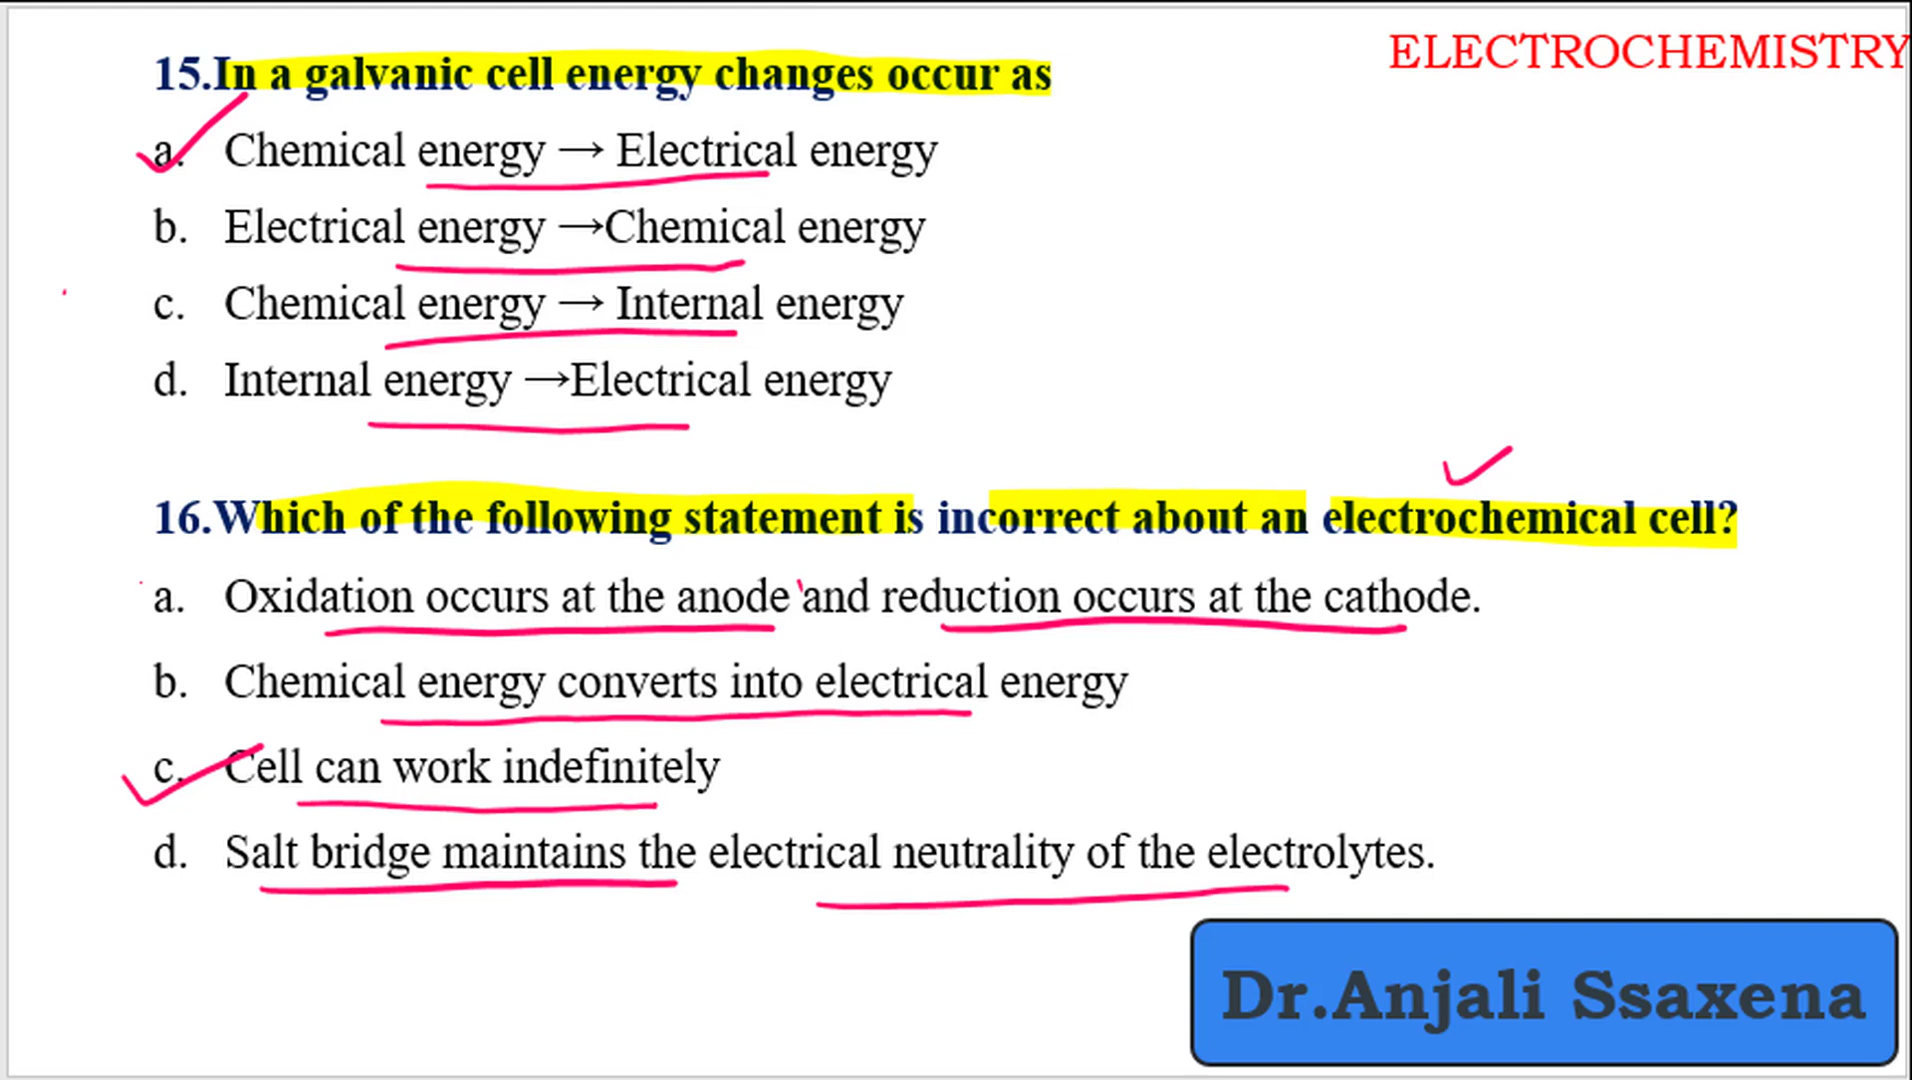 ELECTROCHEMISTRY
15.In a galvanic cell energy changes occur as
a. Chemical energy → Electrical energy
b. Electrical energy →Chemical energy
c. Chemical energy → Internal energy
d. Internal energy →Electrical energy
16.Which of the following statement is incorrect about an electrochemical cell?
a. Oxidation occurs at the anode and reduction occurs at the cathode.
b. Chemical energy converts into electrical energy
c. Cell can work indefinitely
d. Salt bridge maintains the electrical neutrality of the electrolytes.
Dr.Anjali Ssaxena